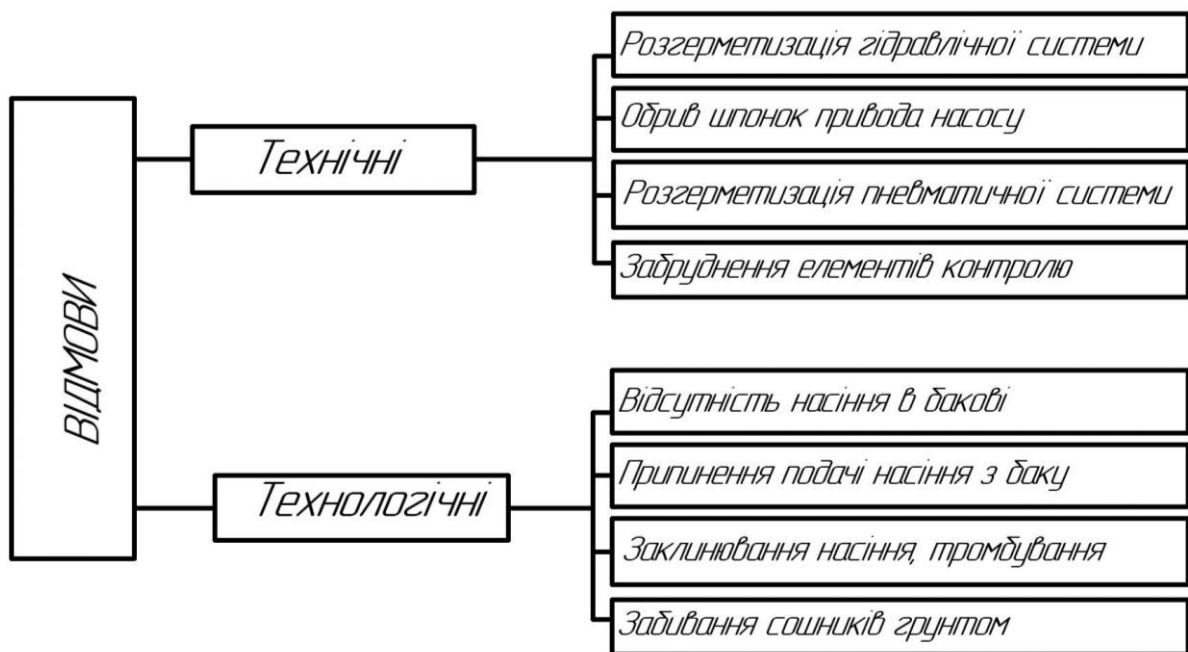 ВІДМОВИ
Технічні
Розгерметизація гідравлічної системи
Обрив шпонок привода насосу
Розгерметизація пневматичної системи
Забруднення елементів контролю
Технологічні
Відсутність насіння в бакові
Припинення подачі насіння з баку
Заклинювання насіння, тромбування
Забивання сошників грунтом